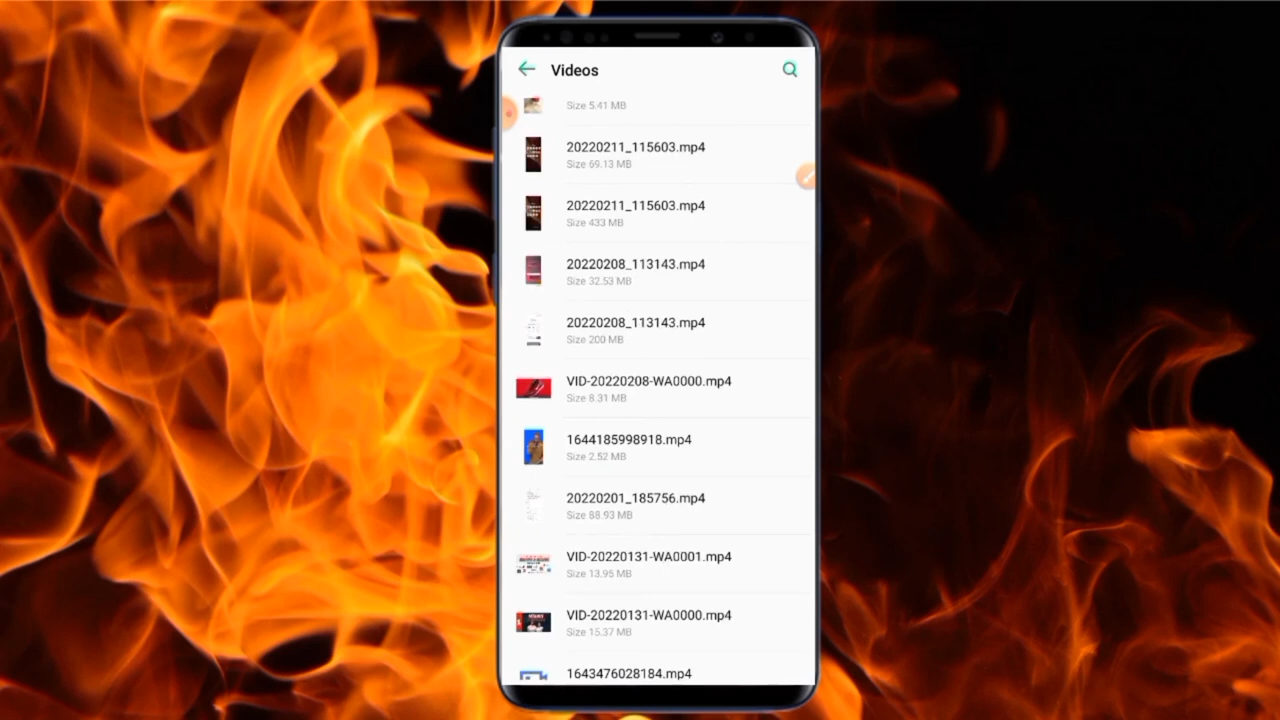 Videos
Size 5.41 MB
20220211_115603.mp4
Size 69.13 MB
20220211_115603.mp4
Size 433 MB
20220208_113143.mp4
Size 32.53 MB
20220208_113143.mp4
Size 200 MB
VID-20220208-WA0000.mp4
Size 8.31 MB
1644185998918.mp4
Size 2.52 MB
20220201_185756.mp4
Size 88.93 MB
VID-20220131-WA0001.mp4
Size 13.95 MB
VID-20220131-WA0000.mp4
Size 15.37 MB
1643476028184.mp4